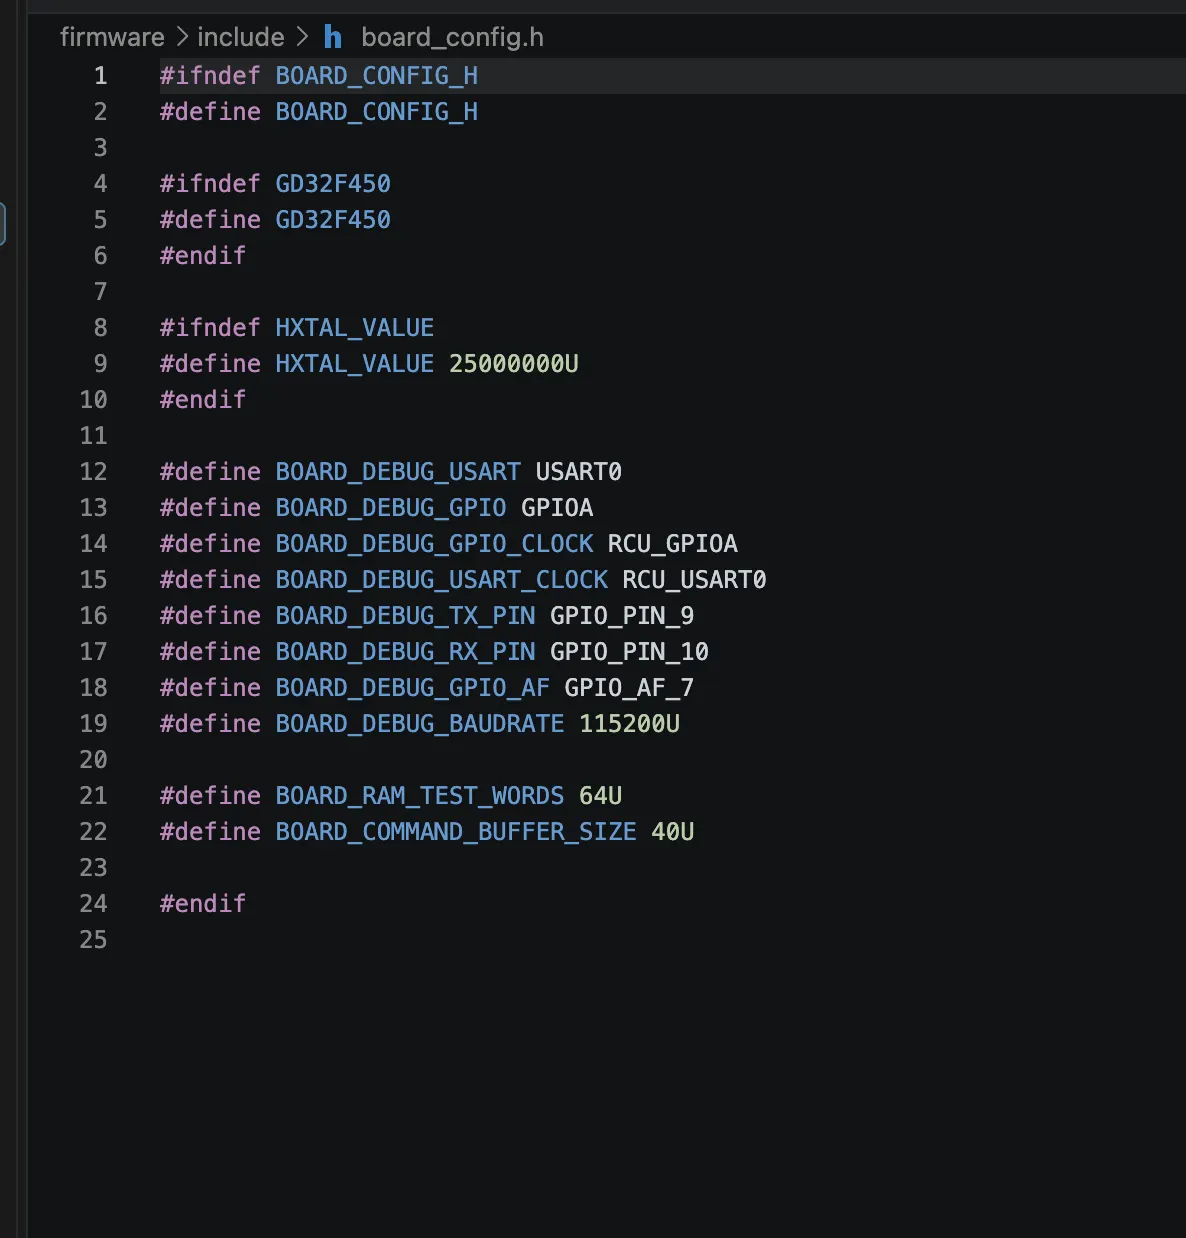 firmware > include > h board_config.h
1 #ifndef BOARD_CONFIG_H
2 #define BOARD_CONFIG_H
3
4 #ifndef GD32F450
5 #define GD32F450
6 #endif
7
8 #ifndef HXTAL_VALUE
9 #define HXTAL_VALUE 25000000U
10 #endif
11
12 #define BOARD_DEBUG_USART USART0
13 #define BOARD_DEBUG_GPIO GPIOA
14 #define BOARD_DEBUG_GPIO_CLOCK RCU_GPIOA
15 #define BOARD_DEBUG_USART_CLOCK RCU_USART0
16 #define BOARD_DEBUG_TX_PIN GPIO_PIN_9
17 #define BOARD_DEBUG_RX_PIN GPIO_PIN_10
18 #define BOARD_DEBUG_GPIO_AF GPIO_AF_7
19 #define BOARD_DEBUG_BAUDRATE 115200U
20
21 #define BOARD_RAM_TEST_WORDS 64U
22 #define BOARD_COMMAND_BUFFER_SIZE 40U
23
24 #endif
25